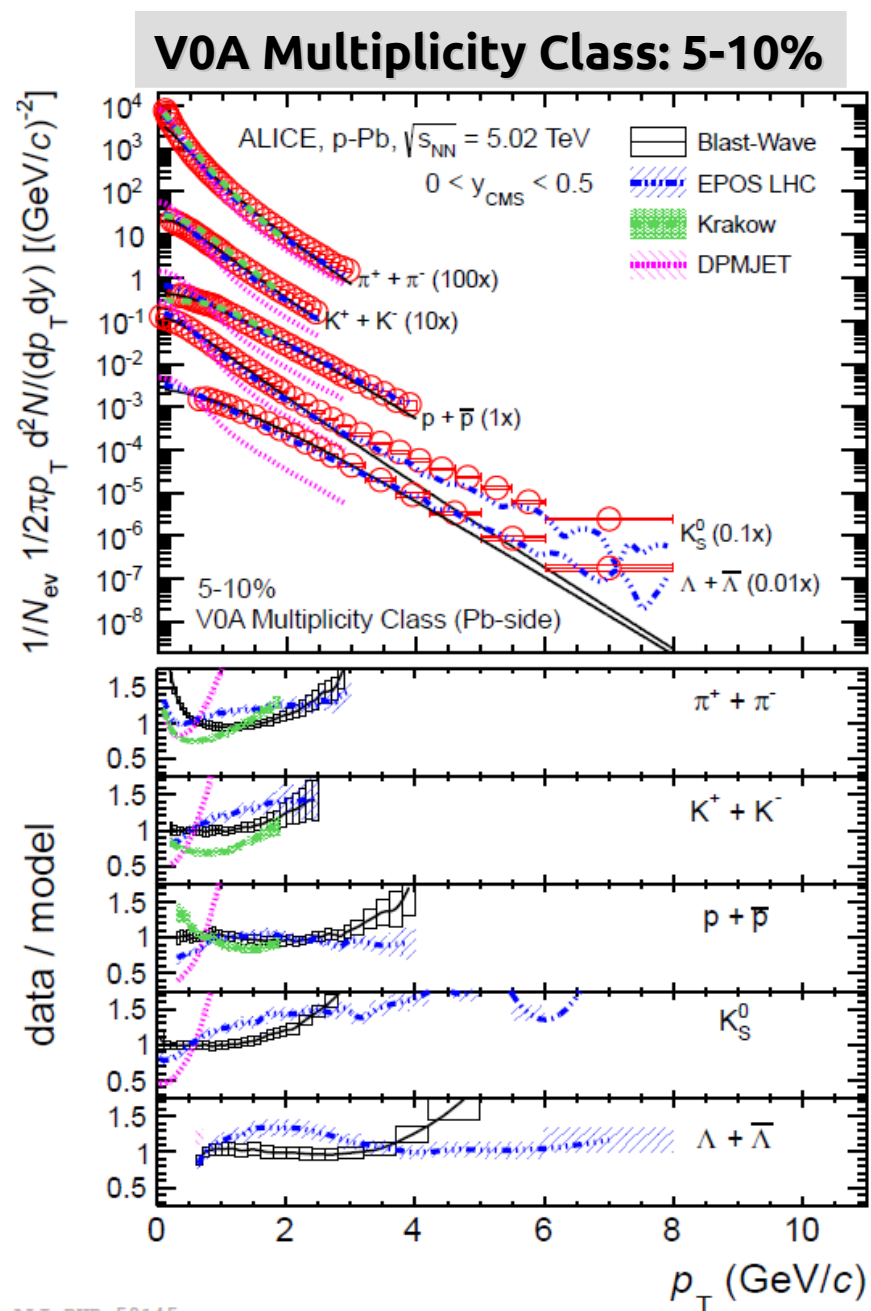 V0A Multiplicity Class: 5-10%
1/N_ev 1/2πp_T d²N/(dp_T dy) [(GeV/c)⁻²]
10⁴
10³
10²
10
1
10⁻¹
10⁻²
10⁻³
10⁻⁴
10⁻⁵
10⁻⁶
10⁻⁷
10⁻⁸
ALICE, p-Pb, √s_NN = 5.02 TeV
0 < y_CMS < 0.5
Blast-Wave
EPOS LHC
Krakow
DPMJET
π⁺ + π⁻ (100x)
K⁺ + K⁻ (10x)
p + p̅ (1x)
K⁰_S (0.1x)
Λ + Λ̅ (0.01x)
5-10%
V0A Multiplicity Class (Pb-side)
data / model
1.5
1
0.5
π⁺ + π⁻
1.5
1
0.5
K⁺ + K⁻
1.5
1
0.5
p + p̅
1.5
1
0.5
K⁰_S
1.5
1
0.5
Λ + Λ̅
0 2 4 6 8 10
p_T (GeV/c)